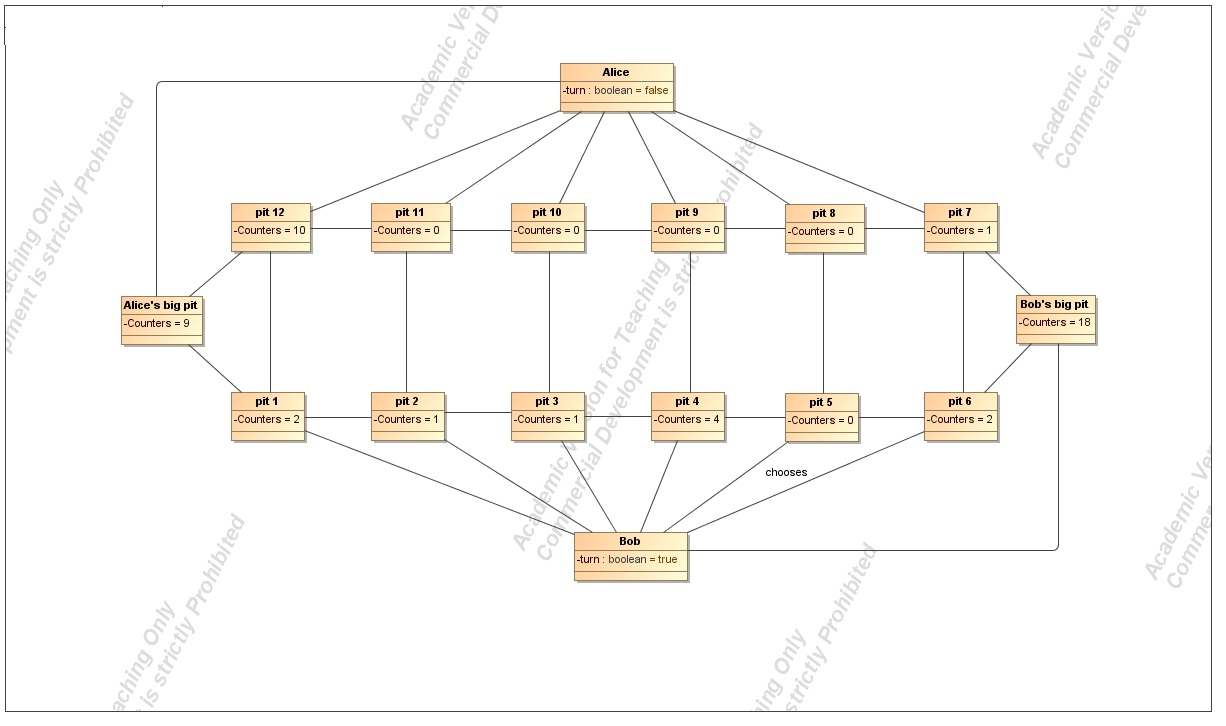 Alice
-turn : boolean = false
pit 12
-Counters = 10
pit 11
-Counters = 0
pit 10
-Counters = 0
pit 9
-Counters = 0
pit 8
-Counters = 0
pit 7
-Counters = 1
Alice's big pit
-Counters = 9
Bob's big pit
-Counters = 18
pit 1
-Counters = 2
pit 2
-Counters = 1
pit 3
-Counters = 1
pit 4
-Counters = 4
pit 5
-Counters = 0
pit 6
-Counters = 2
chooses
Bob
-turn : boolean = true
Academic Version for Teaching
Commercial Development is strictly Prohibited